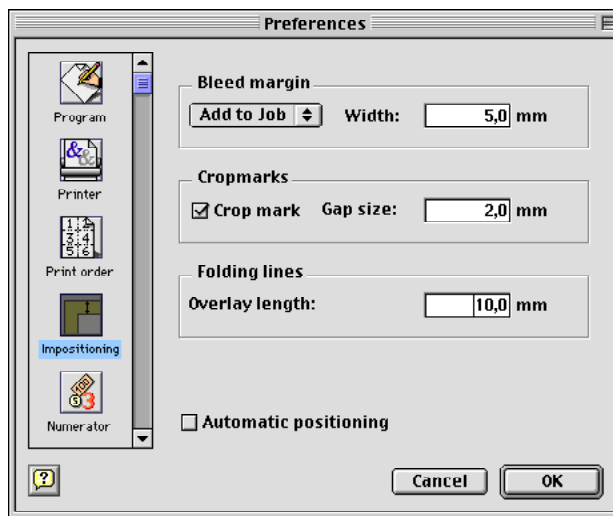 Preferences
Program
Printer
Print order
Impositioning
Numerator
Bleed margin
Add to Job Width: 5,0 mm
Cropmarks
Crop mark Gap size: 2,0 mm
Folding lines
Overlay length: 10,0 mm
Automatic positioning
? Cancel OK